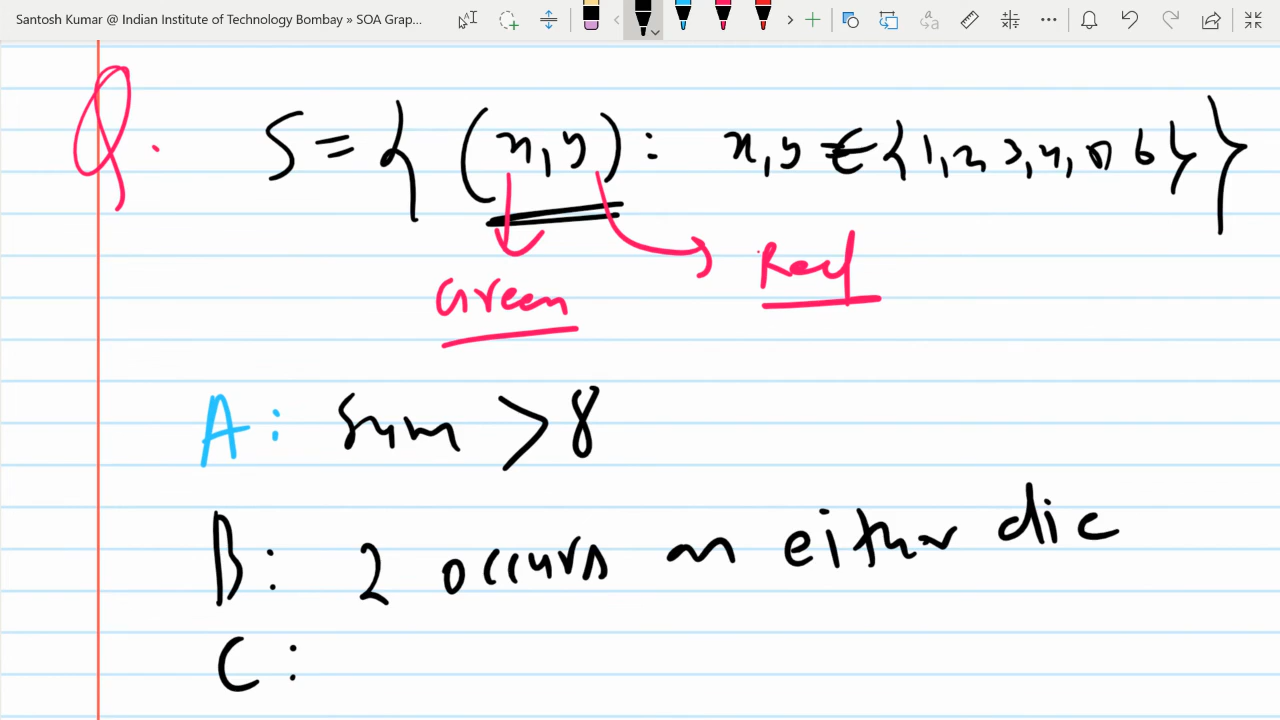 Santosh Kumar @ Indian Institute of Technology Bombay » SOA Grap...
Q. S = { (x,y) : x,y ∈ {1,2,3,4,5,6} }
Green Red
A: Sum > 8
B: 2 occurs on either die
C: